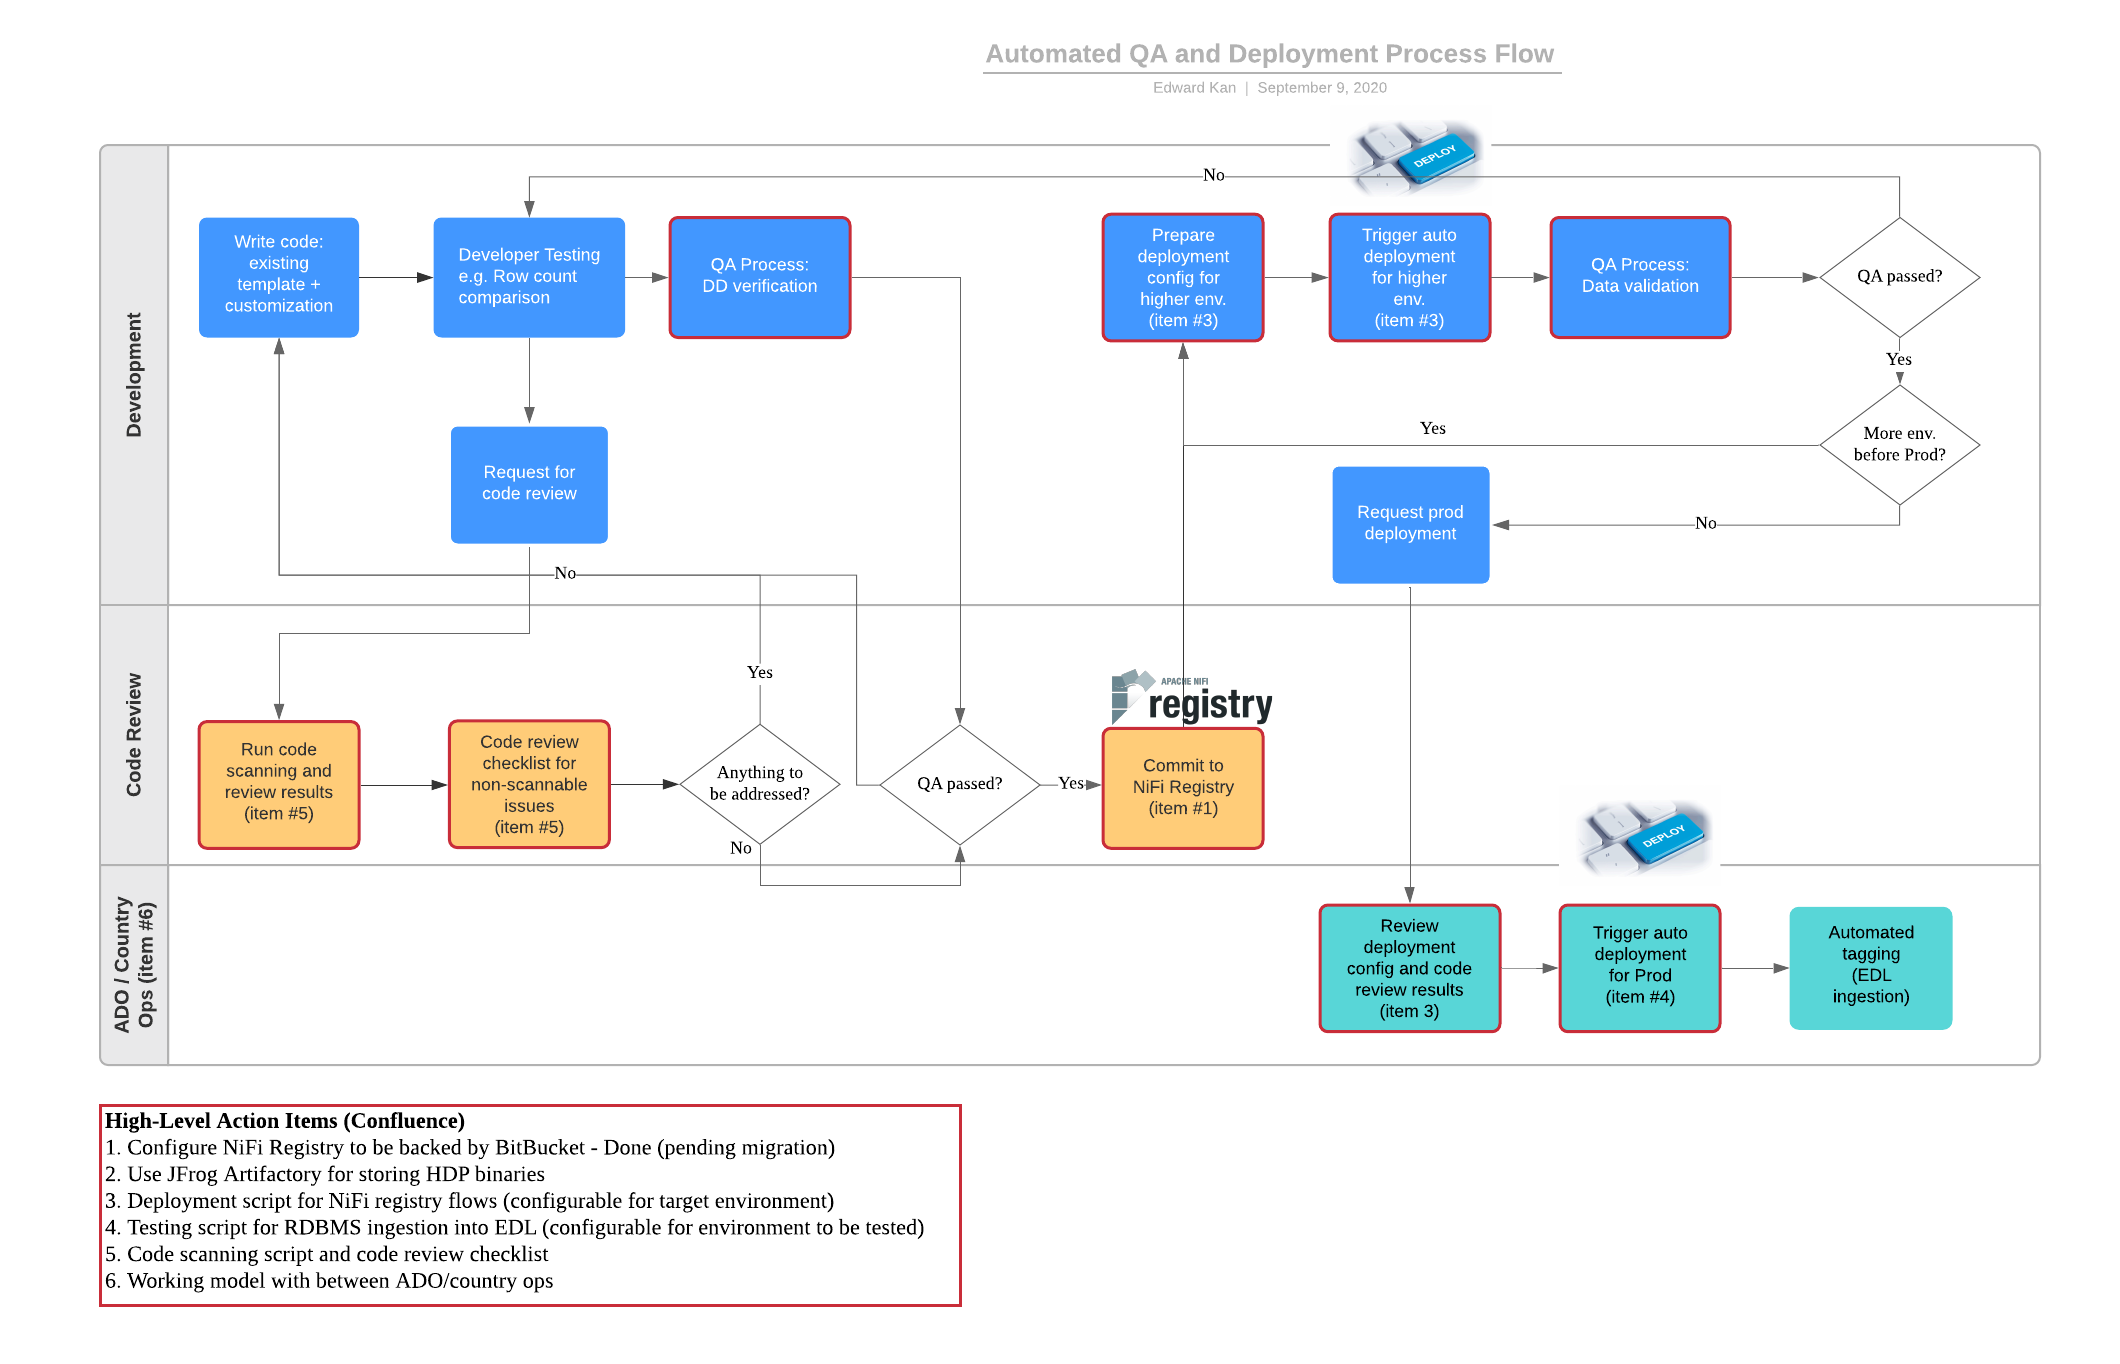 Automated QA and Deployment Process Flow
Edward Kan | September 9, 2020
Development
DEPLOY
No
Write code:
existing
template +
customization
Developer Testing
e.g. Row count
comparison
QA Process:
DD verification
Prepare
deployment
config for
higher env.
(item #3)
Trigger auto
deployment
for higher
env.
(item #3)
QA Process:
Data validation
QA passed?
Yes
More env.
before Prod?
Yes
No
Request for
code review
Request prod
deployment
No
Code Review
Yes
Run code
scanning and
review results
(item #5)
Code review
checklist for
non-scannable
issues
(item #5)
Anything to
be addressed?
No
QA passed?
Yes
APACHE NIFI
registry
Commit to
NiFi Registry
(item #1)
ADO / Country
Ops (item #6)
DEPLOY
Review
deployment
config and code
review results
(item 3)
Trigger auto
deployment
for Prod
(item #4)
Automated
tagging
(EDL
ingestion)
High-Level Action Items (Confluence)
1. Configure NiFi Registry to be backed by BitBucket - Done (pending migration)
2. Use JFrog Artifactory for storing HDP binaries
3. Deployment script for NiFi registry flows (configurable for target environment)
4. Testing script for RDBMS ingestion into EDL (configurable for environment to be tested)
5. Code scanning script and code review checklist
6. Working model with between ADO/country ops